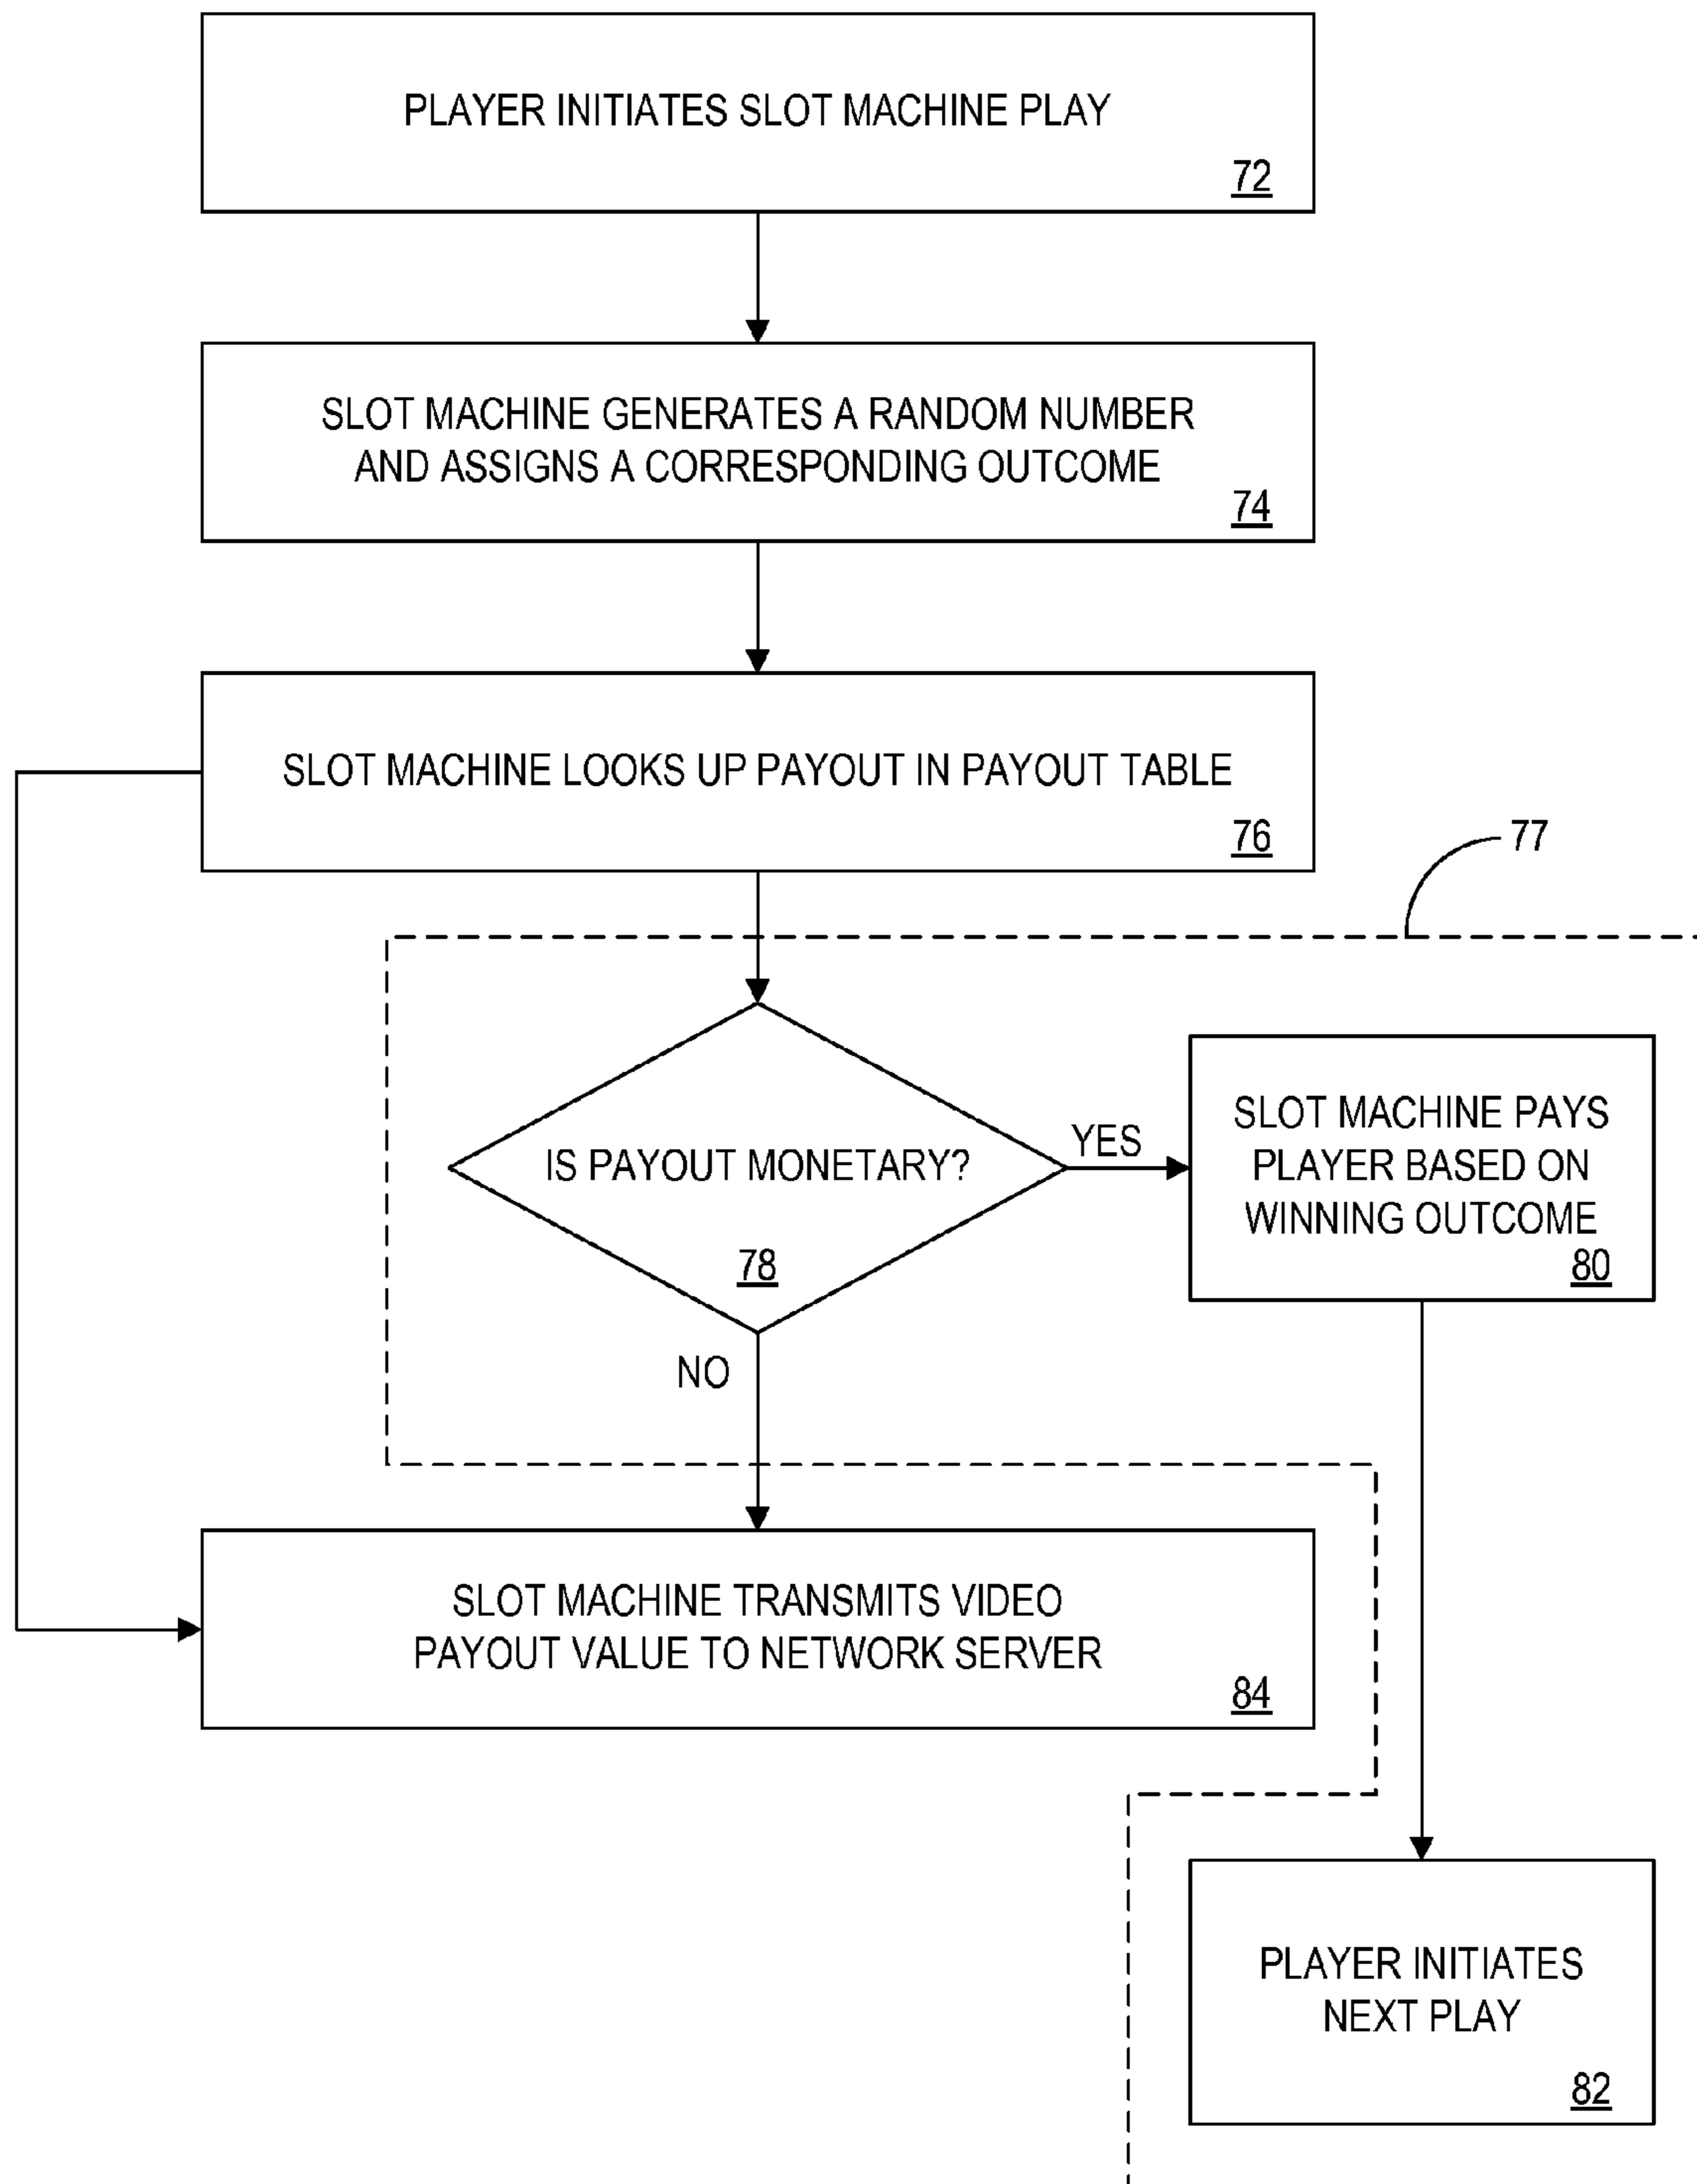 PLAYER INITIATES SLOT MACHINE PLAY
72
SLOT MACHINE GENERATES A RANDOM NUMBER
AND ASSIGNS A CORRESPONDING OUTCOME
74
SLOT MACHINE LOOKS UP PAYOUT IN PAYOUT TABLE
76
77
IS PAYOUT MONETARY?
78
YES
SLOT MACHINE PAYS
PLAYER BASED ON
WINNING OUTCOME
80
NO
SLOT MACHINE TRANSMITS VIDEO
PAYOUT VALUE TO NETWORK SERVER
84
PLAYER INITIATES
NEXT PLAY
82